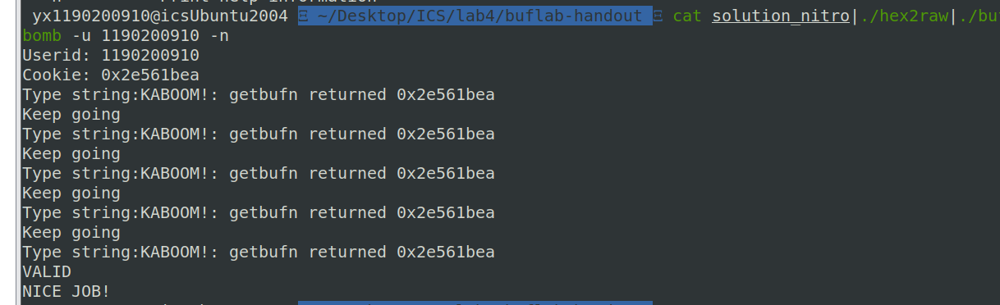 yx1190200910@icsUbuntu2004 ~/Desktop/ICS/lab4/buflab-handout cat solution_nitro|./hex2raw|./bu
bomb -u 1190200910 -n
Userid: 1190200910
Cookie: 0x2e561bea
Type string:KABOOM!: getbufn returned 0x2e561bea
Keep going
Type string:KABOOM!: getbufn returned 0x2e561bea
Keep going
Type string:KABOOM!: getbufn returned 0x2e561bea
Keep going
Type string:KABOOM!: getbufn returned 0x2e561bea
Keep going
Type string:KABOOM!: getbufn returned 0x2e561bea
VALID
NICE JOB!